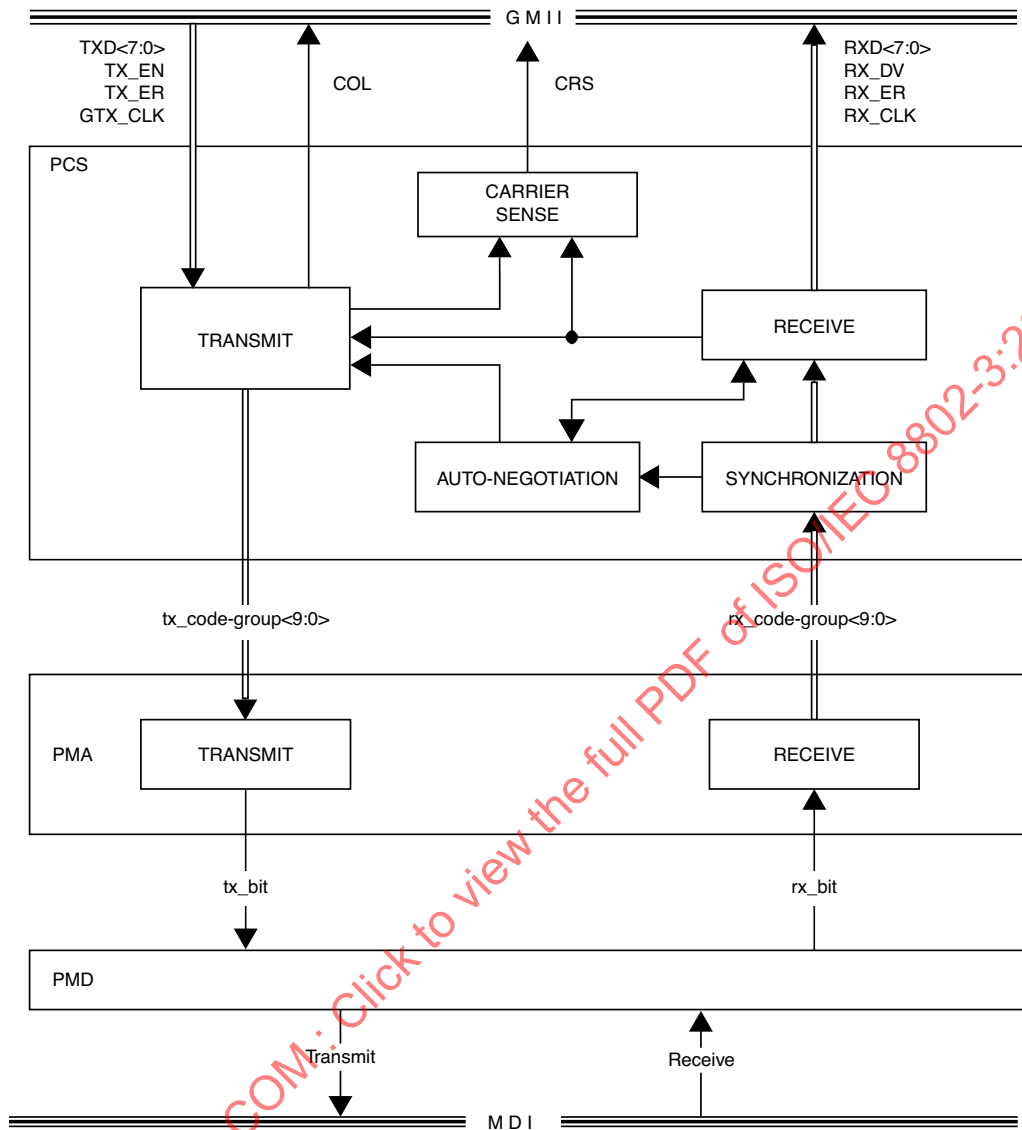 G M I I
TXD<7:0>
TX_EN
TX_ER
GTX_CLK
COL
CRS
RXD<7:0>
RX_DV
RX_ER
RX_CLK
PCS
CARRIER
SENSE
TRANSMIT
RECEIVE
AUTO-NEGOTIATION
SYNCHRONIZATION
tx_code-group<9:0>
rx_code-group<9:0>
PMA
TRANSMIT
RECEIVE
tx_bit
rx_bit
PMD
Transmit
Receive
M D I
COM : Click to view the full PDF of ISO/IEC 8802-3:2